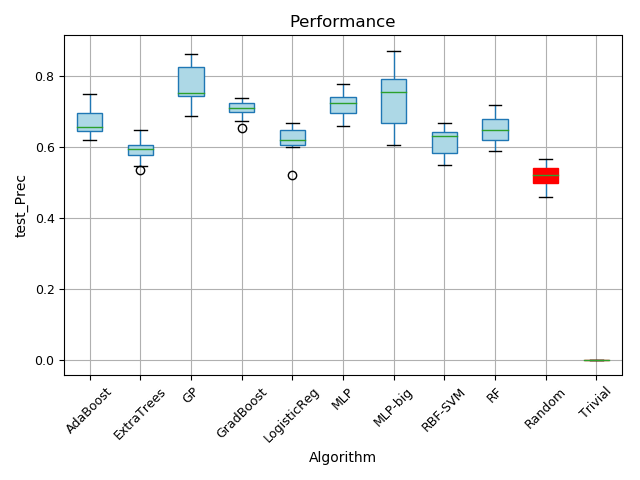 Performance
test_Prec
0.8
0.6
0.4
0.2
0.0
AdaBoost
ExtraTrees
GP
GradBoost
LogisticReg
MLP
MLP-big
RBF-SVM
RF
Random
Trivial
Algorithm